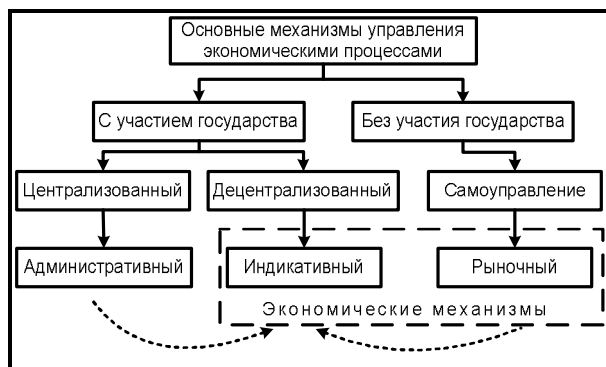 Основные механизмы управления
экономическими процессами
С участием государства
Без участия государства
Централизованный
Децентрализованный
Самоуправление
Административный
Индикативный
Рыночный
Экономические механизмы